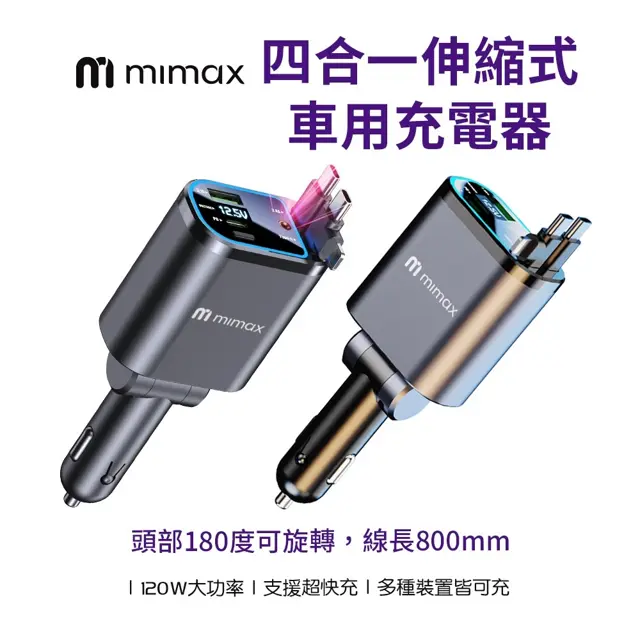 mimax
四合一伸縮式
車用充電器
12.5V
mimax
mimax
頭部180度可旋轉，線長800mm
| 120W大功率 | 支援超快充 | 多種裝置皆可充